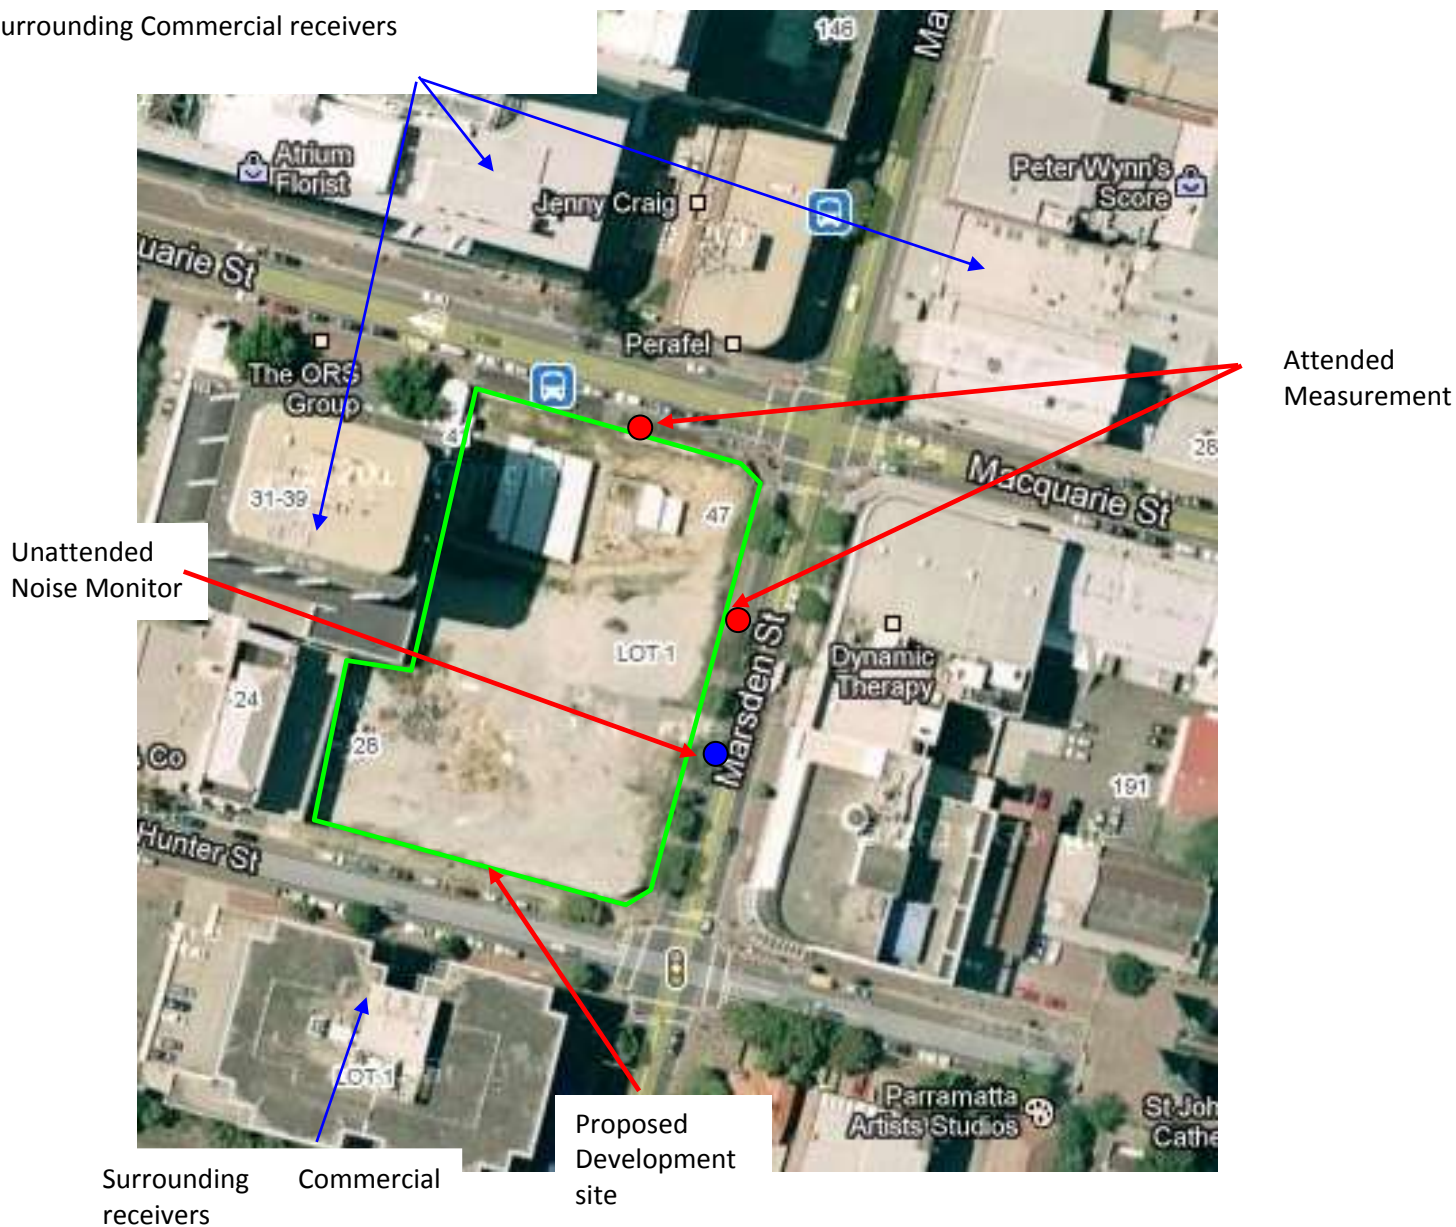 urrounding Commercial receivers
146
Ma
Atrium
Florist
Jenny Craig
Peter Wynn's
Score
uarie St
Perafel
The ORS
Group
Attended
Measurement
4
28
31-39
47
Macquarie St
Unattended
Noise Monitor
LOT 1
Marsden St
Dynamic
Therapy
24
28
Co
191
Hunter St
LOT 1
Parramatta
Artists Studios
St Joh
Cathe
Proposed
Development
site
Surrounding Commercial
receivers